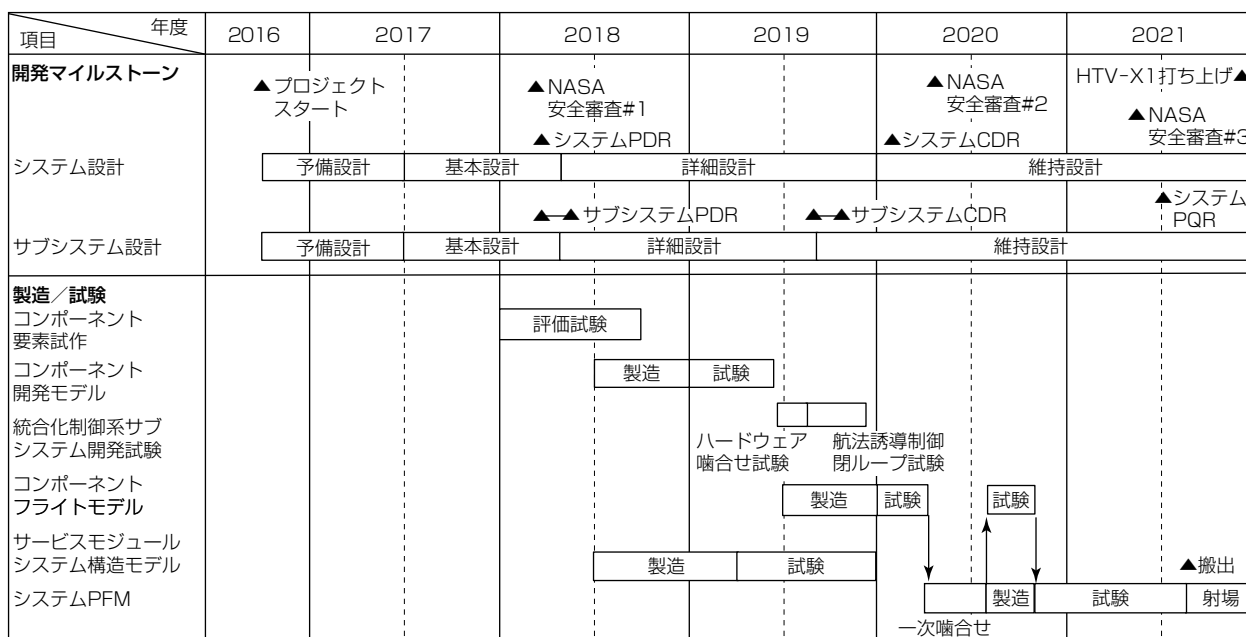 年度
項目
2016 2017 2018 2019 2020 2021
開発マイルストーン
▲プロジェクト
スタート
▲NASA
安全審査#1
▲システムPDR
▲NASA
安全審査#2
▲システムCDR
HTV-X1打ち上げ▲
▲NASA
安全審査#3
システム設計
予備設計 基本設計 詳細設計 維持設計
▲▲サブシステムPDR
▲▲サブシステムCDR
▲システム
PQR
サブシステム設計
予備設計 基本設計 詳細設計 維持設計
製造／試験
コンポーネント
要素試作
評価試験
コンポーネント
開発モデル
製造 試験
統合化制御系サブ
システム開発試験
ハードウェア
噛合せ試験
航法誘導制御
閉ループ試験
コンポーネント
フライトモデル
製造 試験 試験
サービスモジュール
システム構造モデル
製造 試験
▲搬出
システムPFM
製造 試験 射場
一次噛合せ